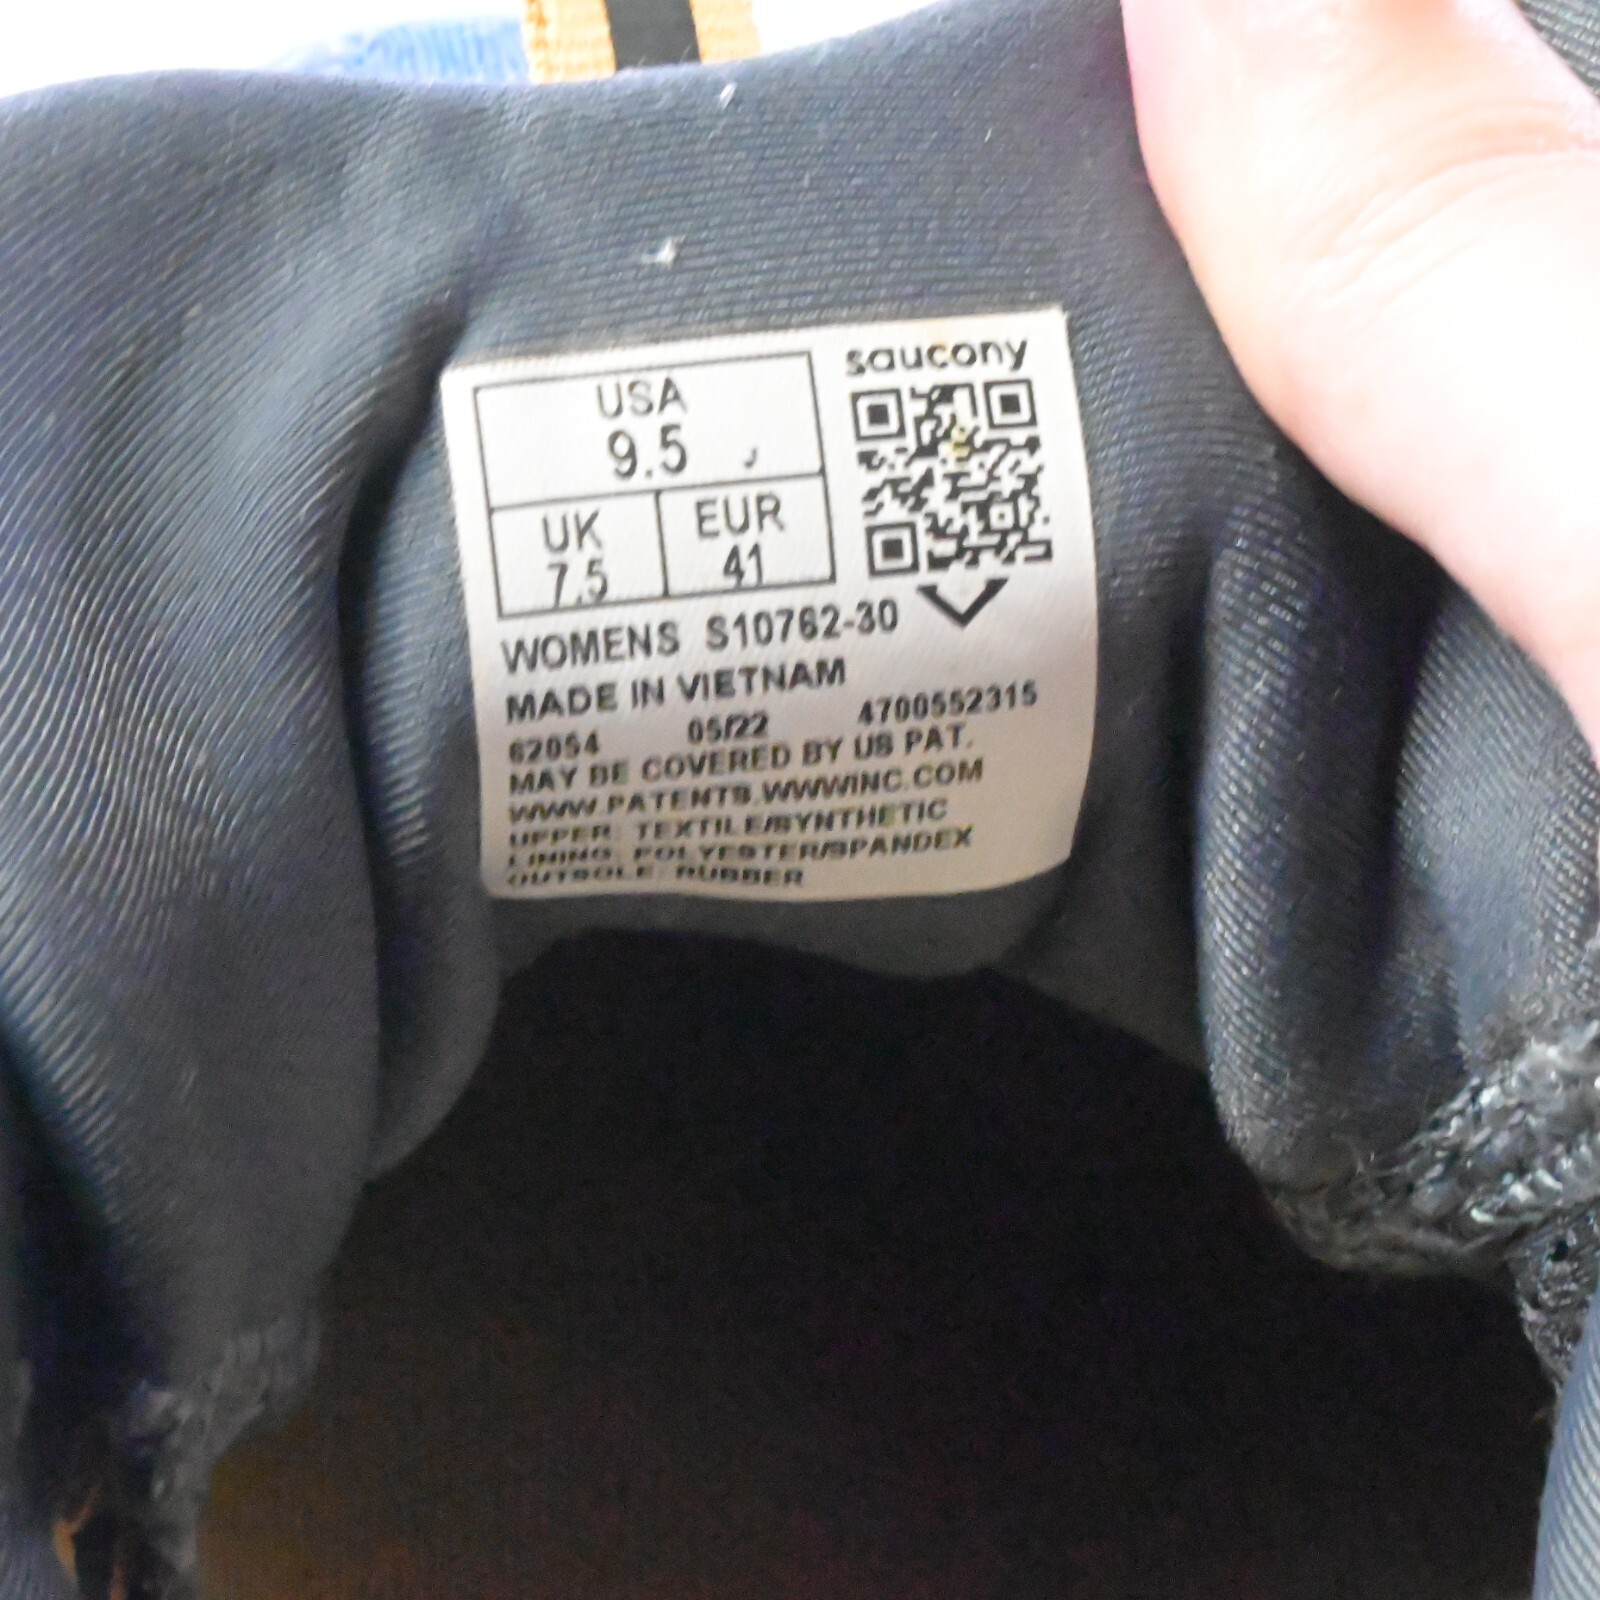 saucony
USA
9.5 J
UK
7.5
EUR
41
WOMENS S10762-30
MADE IN VIETNAM
62054 05/22 4700552315
MAY BE COVERED BY US PAT.
WWW.PATENTS.WWWINC.COM
UPPER: TEXTILE/SYNTHETIC
LINING: POLYESTER/SPANDEX
OUTSOLE: RUBBER